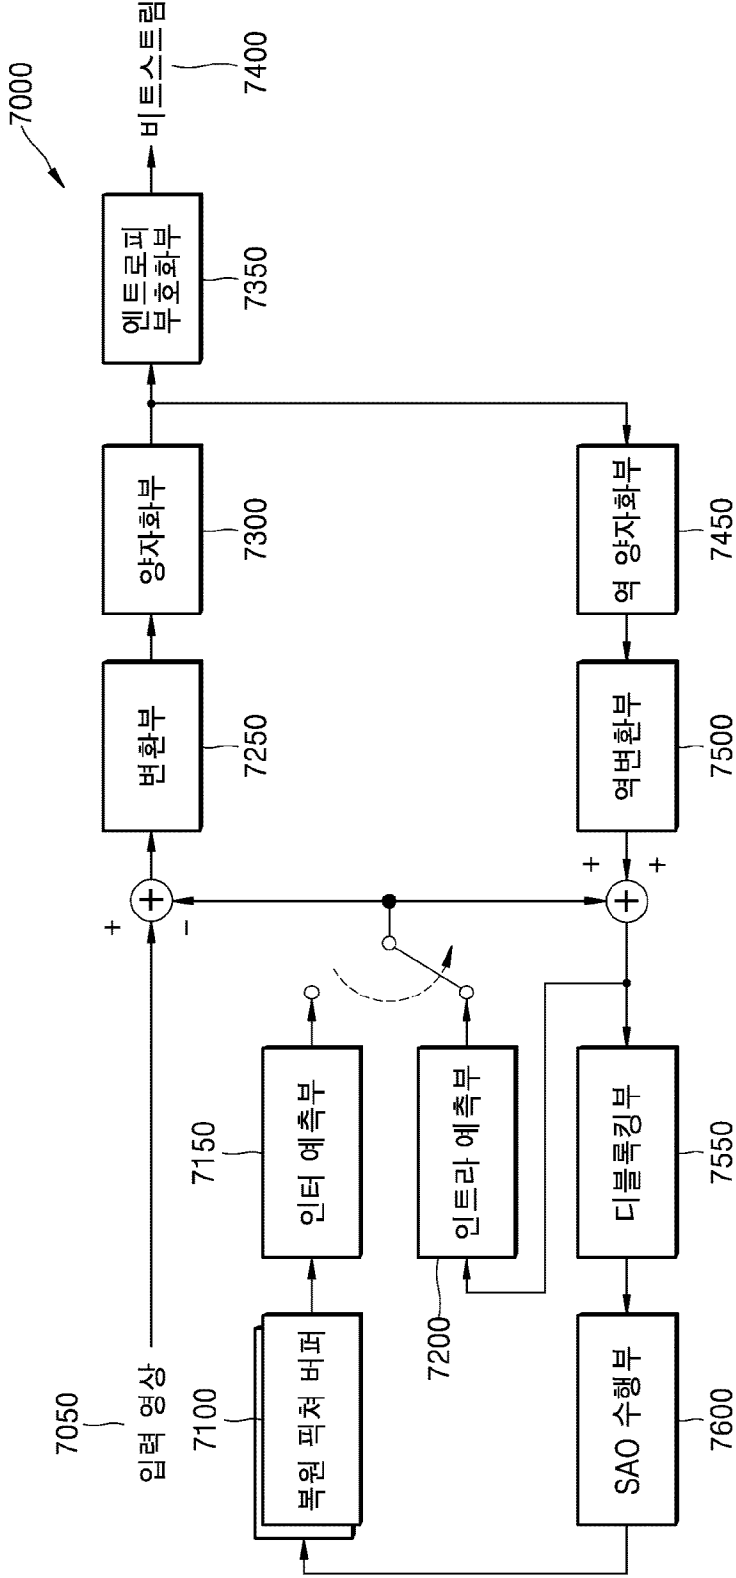 7000
입력 영상
7050
+
−
변환부
7250
양자화부
7300
엔트로피
부호화부
7350
비트스트림
7400
복원 픽쳐 버퍼
7100
인터 예측부
7150
인트라 예측부
7200
SAO 수행부
7600
디블록킹부
7550
+
+
역변환부
7500
역 양자화부
7450